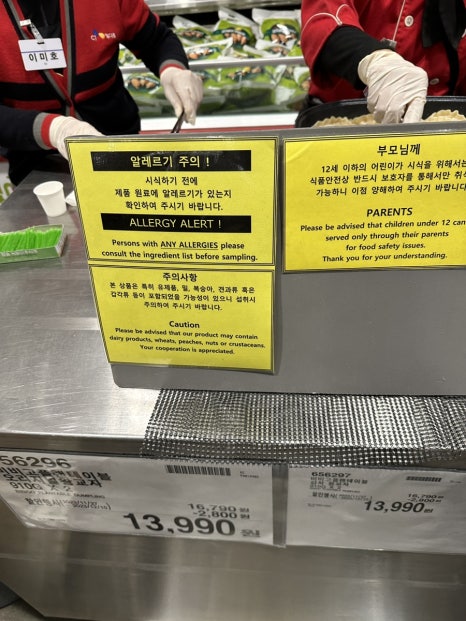 이미호
알레르기 주의 !
시식하기 전에
제품 원료에 알레르기가 있는지
확인하여 주시기 바랍니다.
ALLERGY ALERT !
Persons with ANY ALLERGIES please
consult the ingredient list before sampling.
주의사항
본 상품은 특히 유제품, 밀, 복숭아, 견과류 혹은
갑각류 등이 포함되었을 가능성이 있으니 섭취시
주의하여 주시기 바랍니다.
Caution
Please be advised that our product may contain
dairy products, wheats, peaches, nuts or crustaceans.
Your cooperation is appreciated.
부모님께
12세 이하의 어린이가 시식을 위해서는
식품안전상 반드시 보호자를 통해서만 취식
가능하니 이점 양해하여 주시기 바랍니다
PARENTS
Please be advised that children under 12 can
served only through their parents
for food safety issues.
Thank you for your understanding.
56296
910G
16,790 원
-2,800 원
13,990 원
656297
16,790 원
-2,800 원
13,990 원